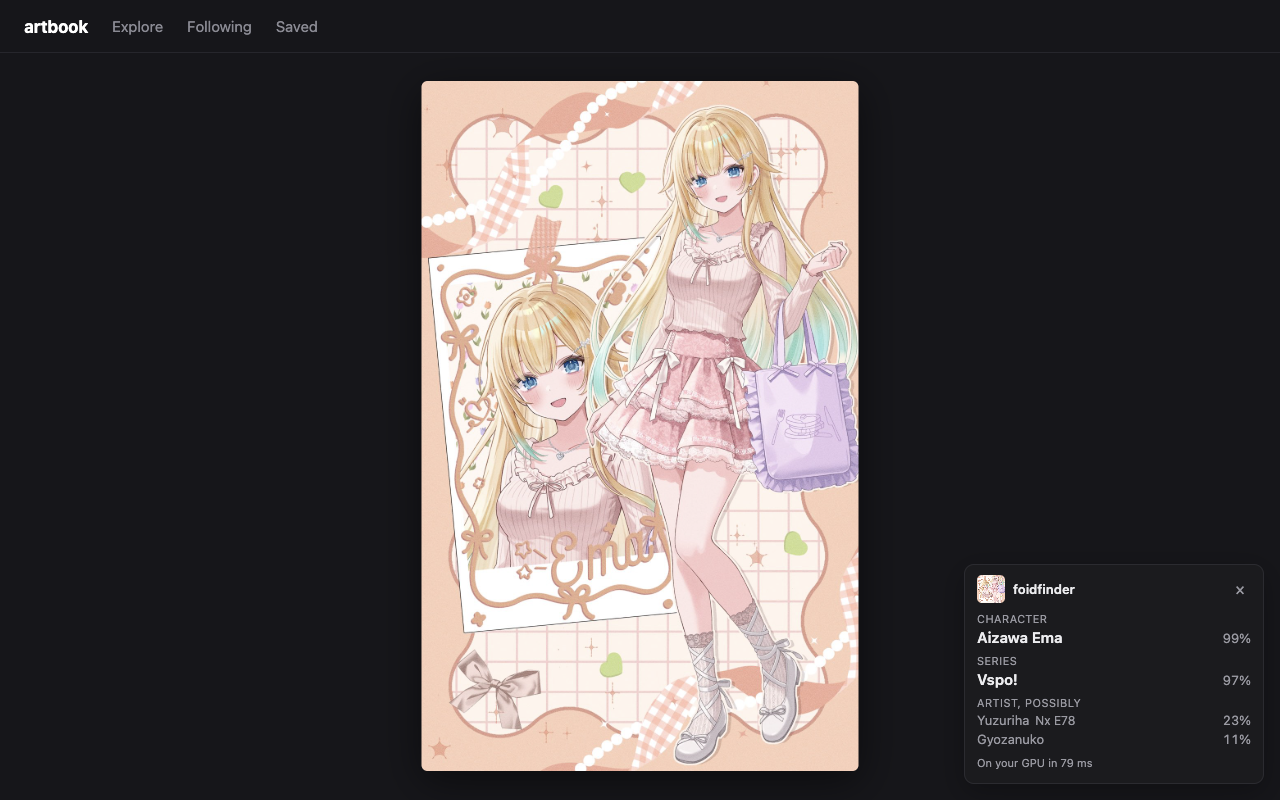 artbook Explore Following Saved
Ema
foidfinder ×
CHARACTER
Aizawa Ema 99%
SERIES
Vspo! 97%
ARTIST, POSSIBLY
Yuzuriha Nx E78 23%
Gyozanuko 11%
On your GPU in 79 ms